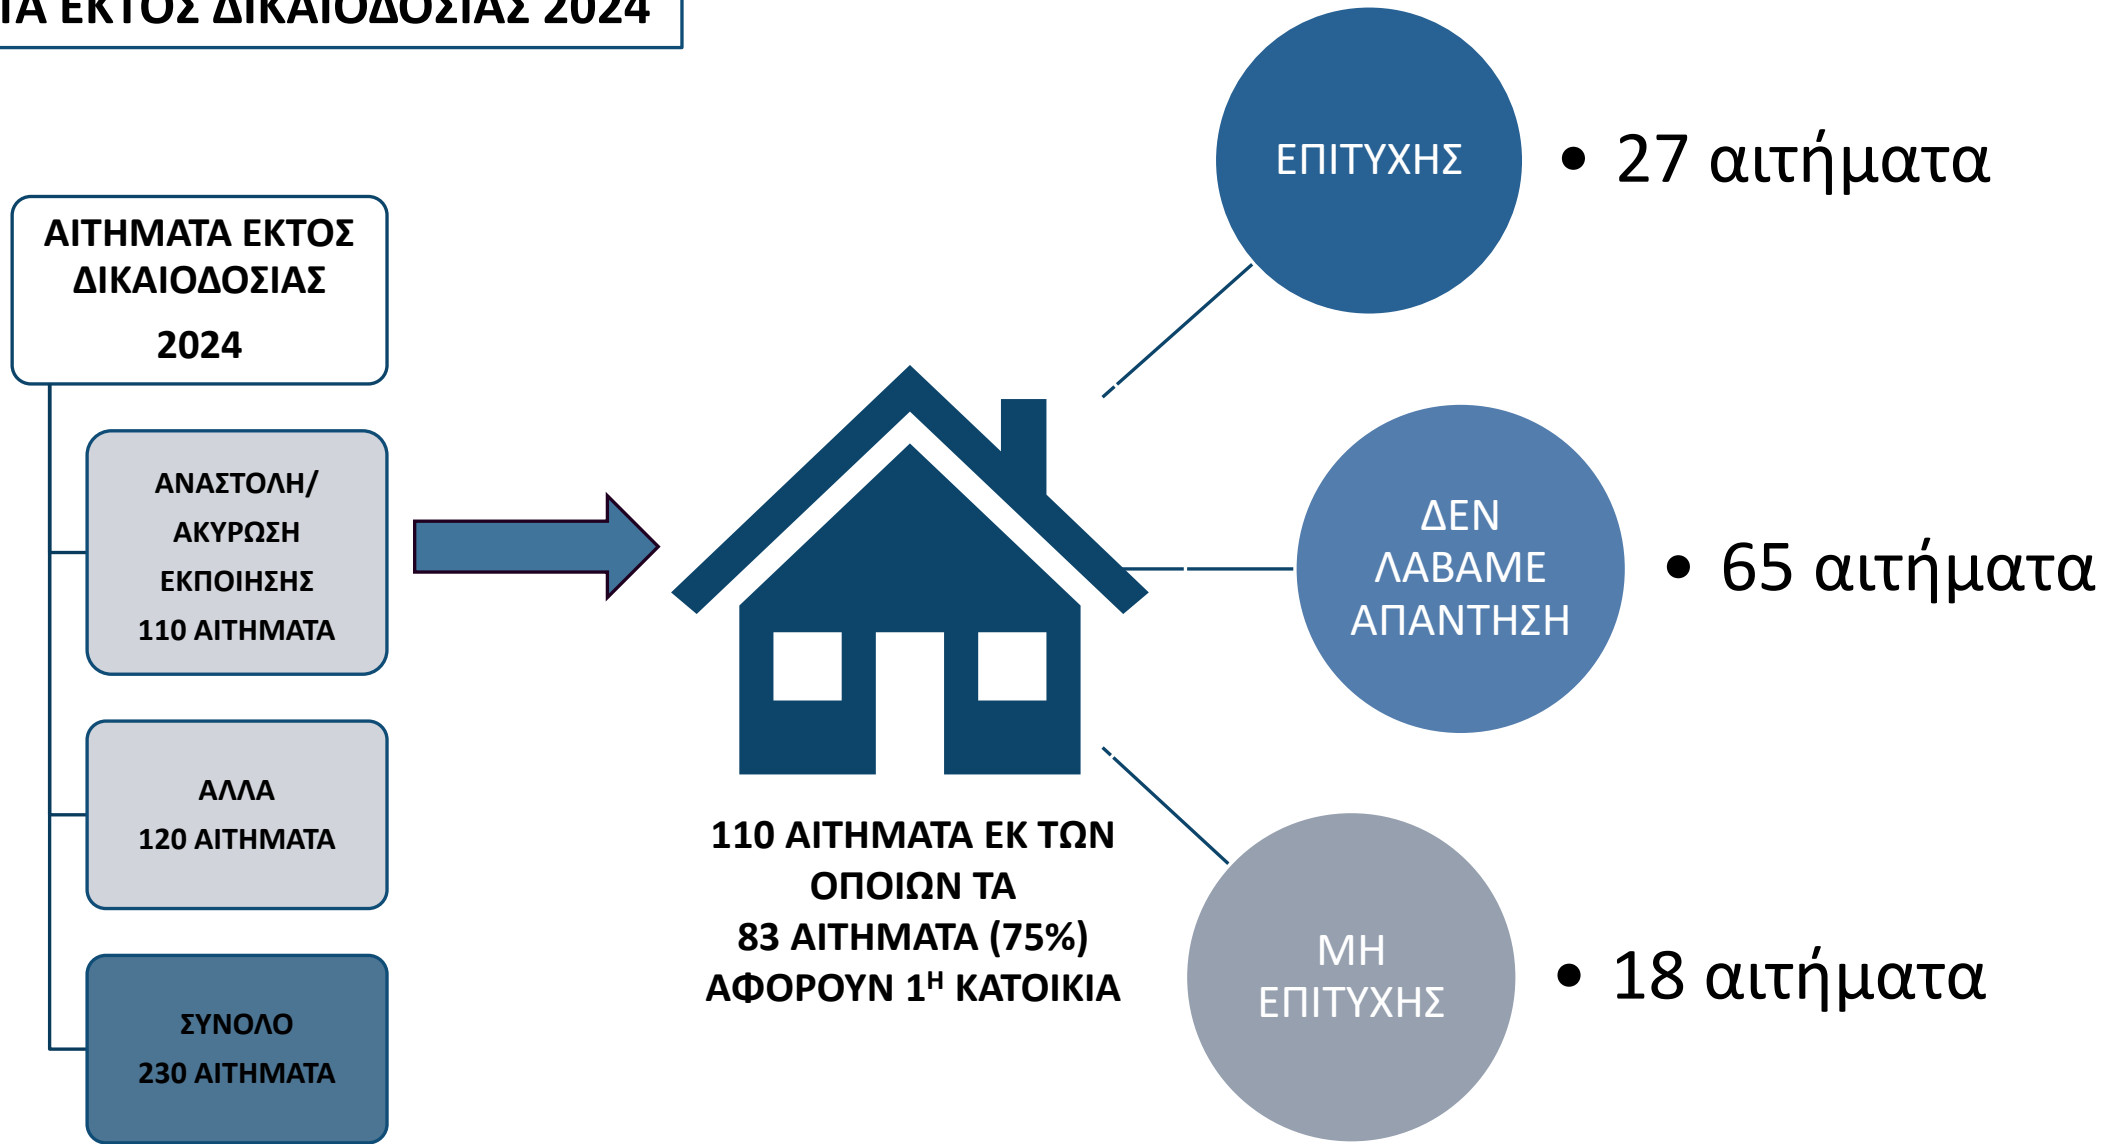 ΤΑ ΕΚΤΟΣ ΔΙΚΑΙΟΔΟΣΙΑΣ 2024
ΑΙΤΗΜΑΤΑ ΕΚΤΟΣ
ΔΙΚΑΙΟΔΟΣΙΑΣ
2024
ΑΝΑΣΤΟΛΗ/
ΑΚΥΡΩΣΗ
ΕΚΠΟΙΗΣΗΣ
110 ΑΙΤΗΜΑΤΑ
ΑΛΛΑ
120 ΑΙΤΗΜΑΤΑ
ΣΥΝΟΛΟ
230 ΑΙΤΗΜΑΤΑ
110 ΑΙΤΗΜΑΤΑ ΕΚ ΤΩΝ
ΟΠΟΙΩΝ ΤΑ
83 ΑΙΤΗΜΑΤΑ (75%)
ΑΦΟΡΟΥΝ 1Η ΚΑΤΟΙΚΙΑ
ΕΠΙΤΥΧΗΣ
• 27 αιτήματα
ΔΕΝ
ΛΑΒΑΜΕ
ΑΠΑΝΤΗΣΗ
• 65 αιτήματα
ΜΗ
ΕΠΙΤΥΧΗΣ
• 18 αιτήματα